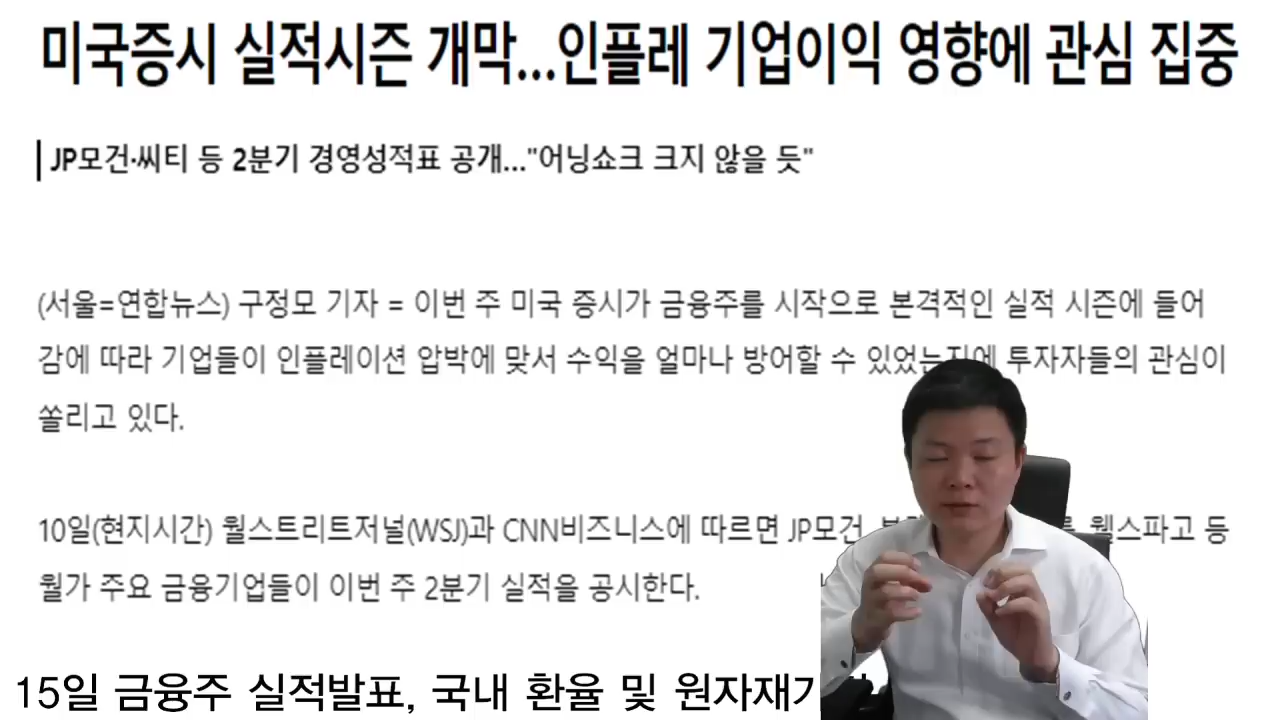 미국증시 실적시즌 개막...인플레 기업이익 영향에 관심 집중
JP모건·씨티 등 2분기 경영성적표 공개..."어닝쇼크 크지 않을 듯"
(서울=연합뉴스) 구정모 기자 = 이번 주 미국 증시가 금융주를 시작으로 본격적인 실적 시즌에 들어
감에 따라 기업들이 인플레이션 압박에 맞서 수익을 얼마나 방어할 수 있었는지에 투자자들의 관심이
쏠리고 있다.
10일(현지시간) 월스트리트저널(WSJ)과 CNN비즈니스에 따르면 JP모건, 웰스파고 등
월가 주요 금융기업들이 이번 주 2분기 실적을 공시한다.
15일 금융주 실적발표, 국내 환율 및 원자재